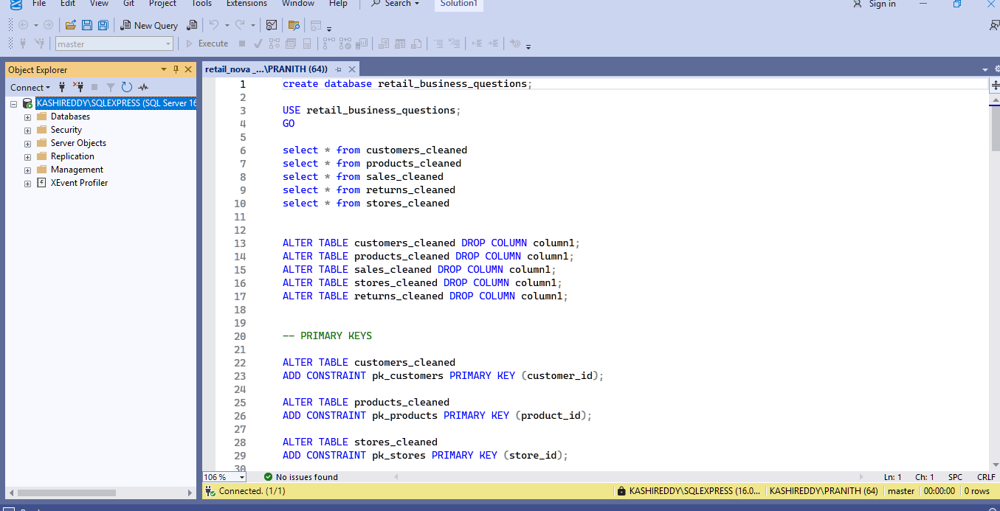 File Edit View Git Project Tools Extensions Window Help Search Solution1 Sign in
New Query
master Execute
Object Explorer
Connect
KASHIREDDY\SQLEXPRESS (SQL Server 16
Databases
Security
Server Objects
Replication
Management
XEvent Profiler
retail_nova _...\PRANITH (64))
1 create database retail_business_questions;
2
3 USE retail_business_questions;
4 GO
5
6 select * from customers_cleaned
7 select * from products_cleaned
8 select * from sales_cleaned
9 select * from returns_cleaned
10 select * from stores_cleaned
11
12
13 ALTER TABLE customers_cleaned DROP COLUMN column1;
14 ALTER TABLE products_cleaned DROP COLUMN column1;
15 ALTER TABLE sales_cleaned DROP COLUMN column1;
16 ALTER TABLE stores_cleaned DROP COLUMN column1;
17 ALTER TABLE returns_cleaned DROP COLUMN column1;
18
19
20 -- PRIMARY KEYS
21
22 ALTER TABLE customers_cleaned
23 ADD CONSTRAINT pk_customers PRIMARY KEY (customer_id);
24
25 ALTER TABLE products_cleaned
26 ADD CONSTRAINT pk_products PRIMARY KEY (product_id);
27
28 ALTER TABLE stores_cleaned
29 ADD CONSTRAINT pk_stores PRIMARY KEY (store_id);
30
106 % No issues found Ln: 1 Ch: 1 SPC CRLF
Connected. (1/1) KASHIREDDY\SQLEXPRESS (16.0... KASHIREDDY\PRANITH (64) master 00:00:00 0 rows